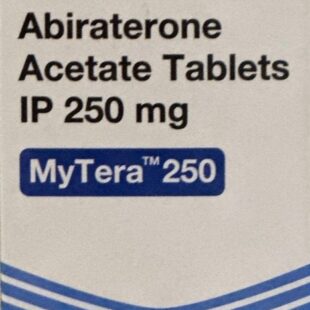 Abiraterone
Acetate Tablets
IP 250 mg
MyTera™ 250